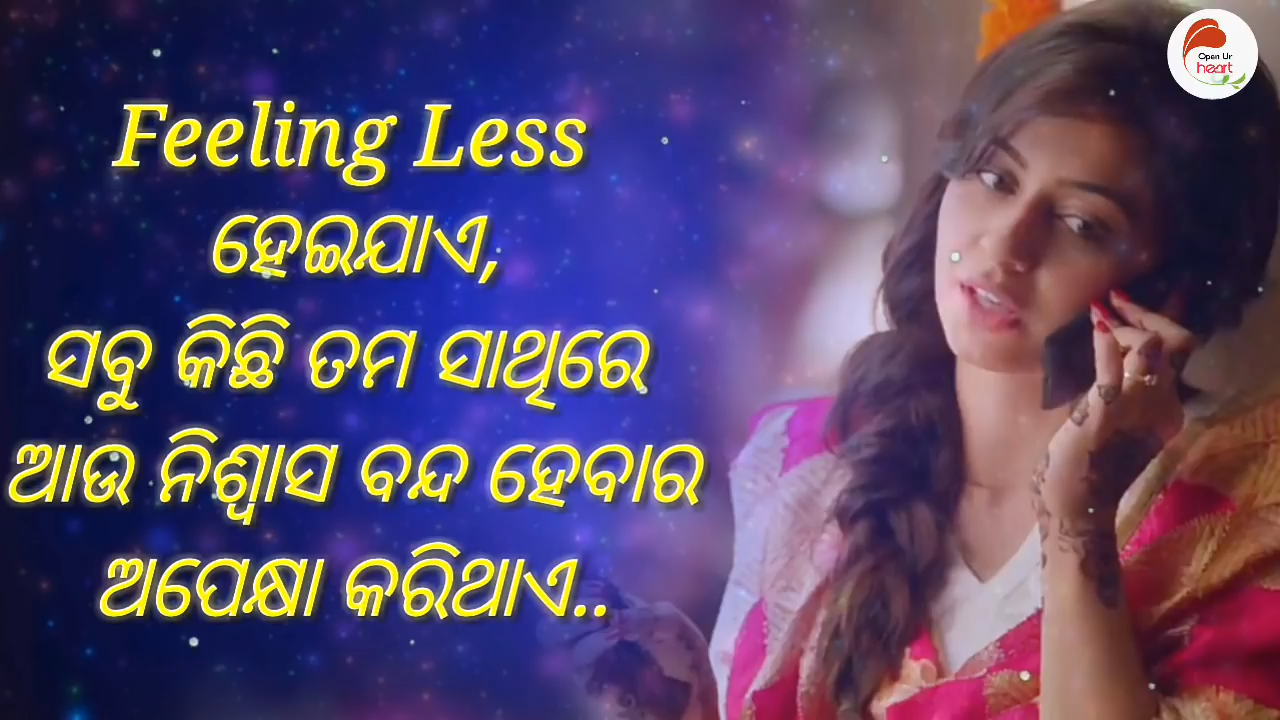 Feeling Less
ହେଇଯାଏ,
ସବୁ କିଛି ତମ ସାଥିରେ
ଆଉ ନିଶ୍ୱାସ ବନ୍ଦ ହେବାର
ଅପେକ୍ଷା କରିଥାଏ..
Open Ur
heart